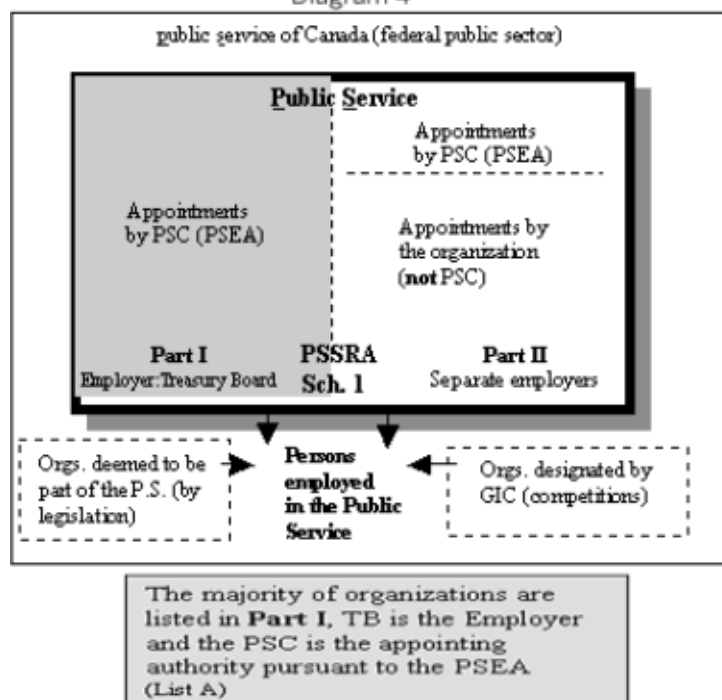 Diagram 4
public service of Canada (federal public sector)
Public Service
Appointments
by PSC (PSEA)
Appointments
by PSC (PSEA)
Appointments by
the organization
(not PSC)
Part I
Employer:Treasury Board
PSSRA
Sch. 1
Part II
Separate employers
Orgs. deemed to be
part of the P.S. (by
legislation)
Persons
employed
in the Public
Service
Orgs. designated by
GIC (competitions)
The majority of organizations are
listed in Part I, TB is the Employer
and the PSC is the appointing
authority pursuant to the PSEA
(List A)